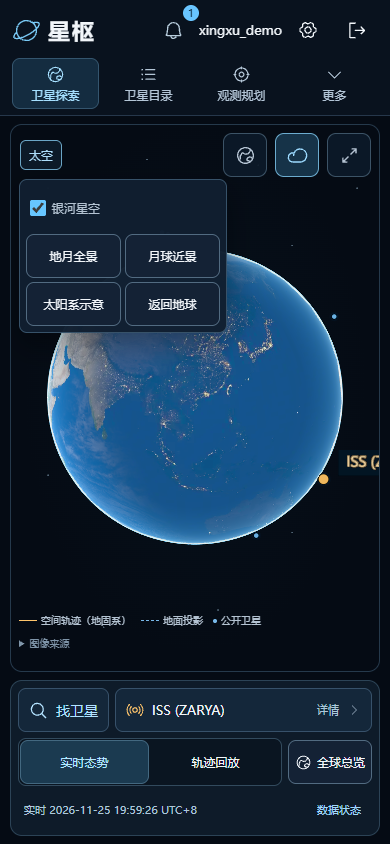 星枢
1
xingxu_demo
卫星探索
卫星目录
观测规划
更多
太空
银河星空
地月全景
月球近景
太阳系示意
返回地球
ISS (Z
空间轨迹（地固系）
地面投影
公开卫星
图像来源
找卫星
ISS (ZARYA)
详情
实时态势
轨迹回放
全球总览
实时 2026-11-25 19:59:26 UTC+8
数据状态